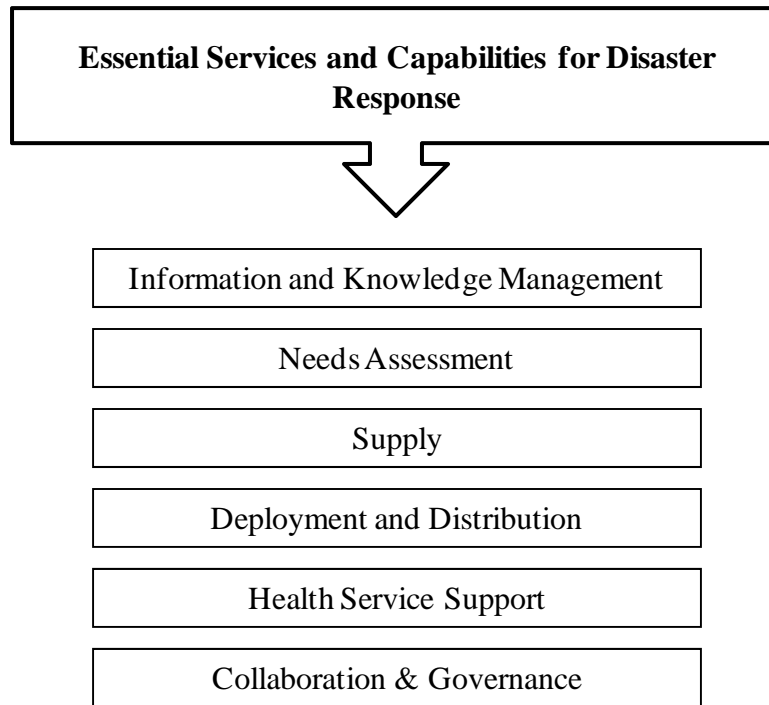 Essential Services and Capabilities for Disaster
Response
Information and Knowledge Management
Needs Assessment
Supply
Deployment and Distribution
Health Service Support
Collaboration & Governance